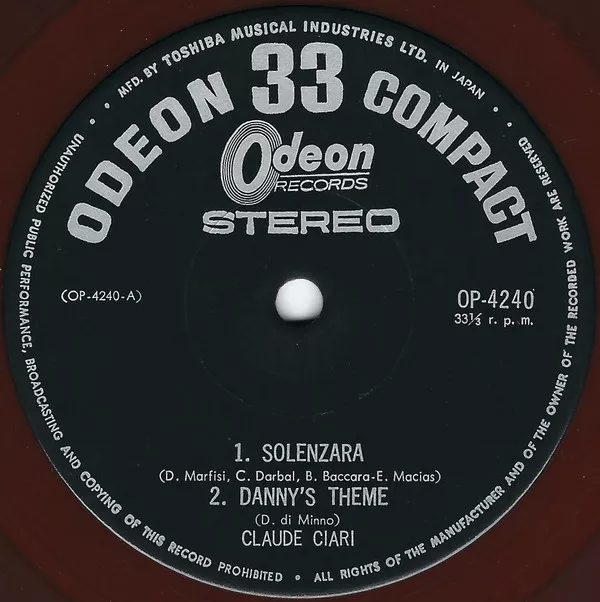 MFD. BY TOSHIBA MUSICAL INDUSTRIES LTD. IN JAPAN
ODEON 33 COMPACT
Odeon
RECORDS
STEREO
(OP-4240-A)
OP-4240
33⅓ r. p. m.
1. SOLENZARA
(D. Marfisi, C. Darbal, B. Baccara-E. Macias)
2. DANNY'S THEME
(D. di Minno)
CLAUDE CIARI
UNAUTHORIZED PUBLIC PERFORMANCE, BROADCASTING AND COPYING OF THIS RECORD PROHIBITED • ALL RIGHTS OF THE MANUFACTURER AND OF THE OWNER OF THE RECORDED WORK ARE RESERVED